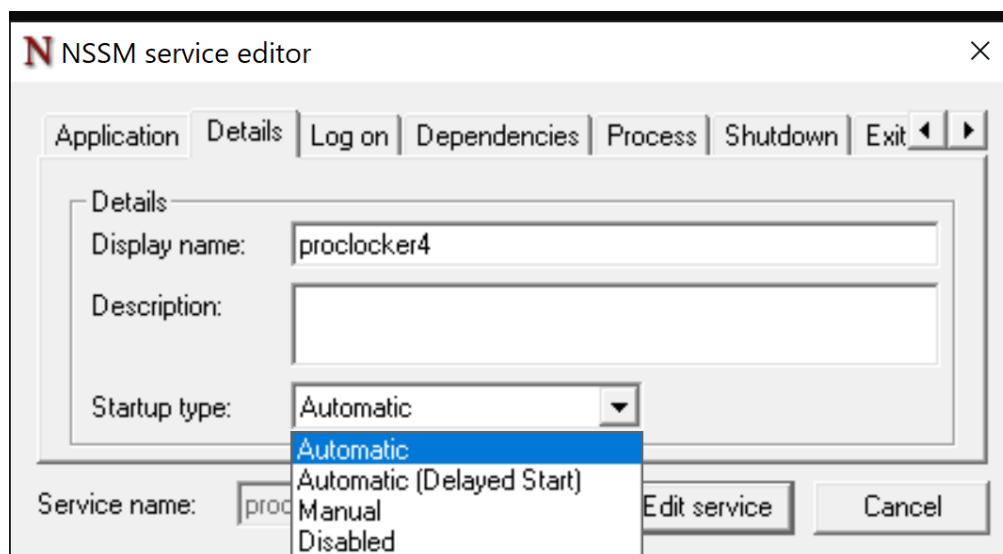 N NSSM service editor
Application Details Log on Dependencies Process Shutdown Exit
Details
Display name: proclocker4
Description:
Startup type: Automatic
Automatic
Automatic (Delayed Start)
Service name: Manual Edit service Cancel
Disabled